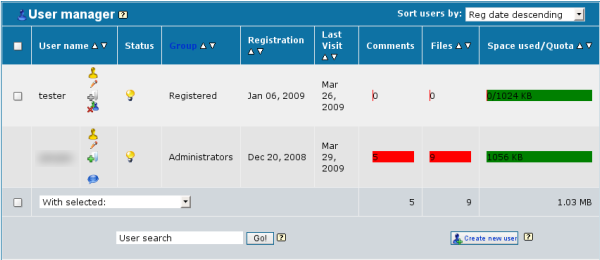 User manager ?
Sort users by: Reg date descending
User name Status Group Registration Last Visit Comments Files Space used/Quota
tester Registered Jan 06, 2009 Mar 26, 2009 0 0 0/1024 KB
Administrators Dec 20, 2008 Mar 29, 2009 5 9 1056 KB
With selected: 5 9 1.03 MB
User search Go! ? Create new user ?